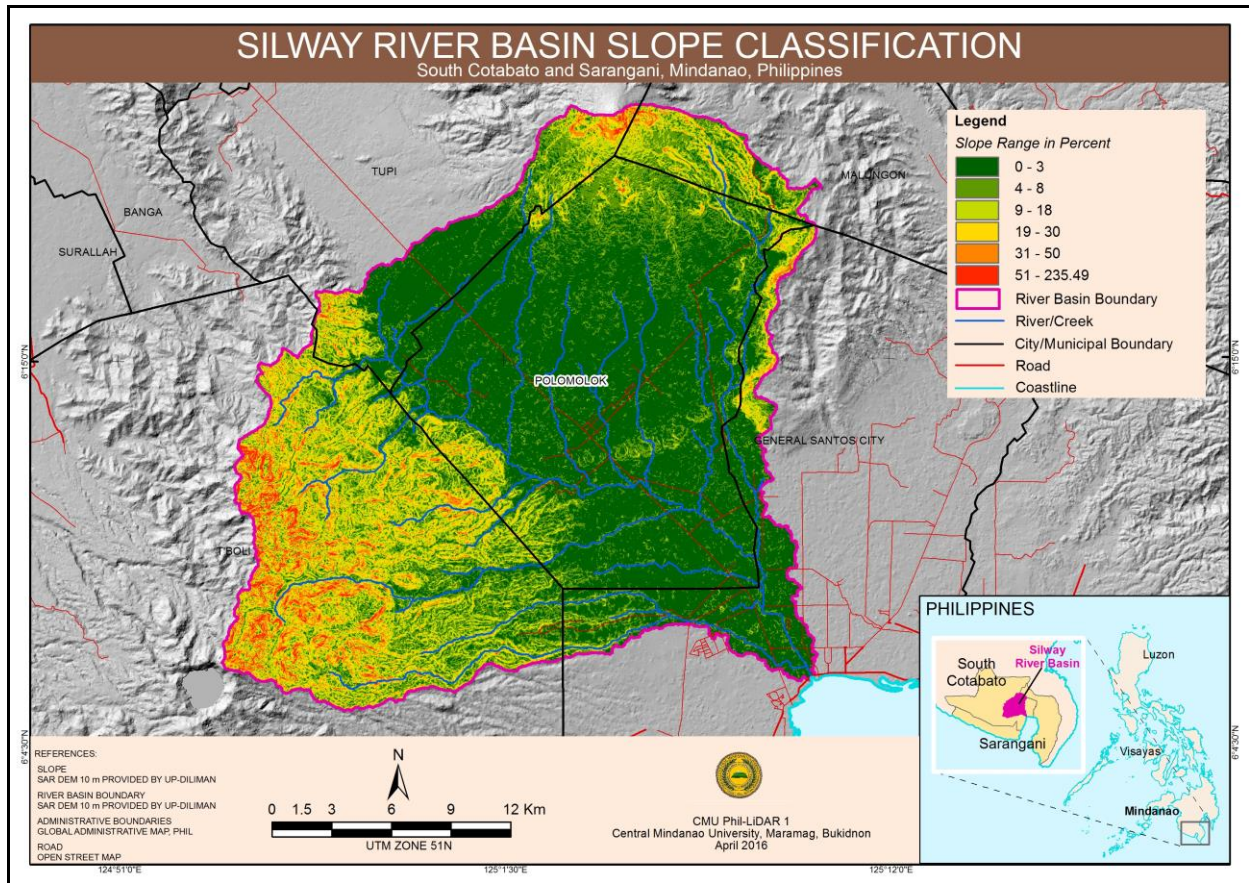 SILWAY RIVER BASIN SLOPE CLASSIFICATION
South Cotabato and Sarangani, Mindanao, Philippines
Legend
Slope Range in Percent
0 - 3
4 - 8
9 - 18
19 - 30
31 - 50
51 - 235.49
River Basin Boundary
River/Creek
City/Municipal Boundary
Road
Coastline
TUPI
MALUNGON
BANGA
SURALLAH
6°15'0"N
6°15'0"N
POLOMOLOK
GENERAL SANTOS CITY
T'BOLI
6°4'30"N
6°4'30"N
PHILIPPINES
Luzon
Silway
River Basin
South
Cotabato
Sarangani
Visayas
Mindanao
REFERENCES:
SLOPE
SAR DEM 10 m PROVIDED BY UP-DILIMAN
RIVER BASIN BOUNDARY
SAR DEM 10 m PROVIDED BY UP-DILIMAN
ADMINISTRATIVE BOUNDARIES
GLOBAL ADMINISTRATIVE MAP, PHIL
ROAD
OPEN STREET MAP
N
0 1.5 3 6 9 12 Km
UTM ZONE 51N
CMU Phil-LiDAR 1
Central Mindanao University, Maramag, Bukidnon
April 2016
124°51'0"E
125°1'30"E
125°12'0"E